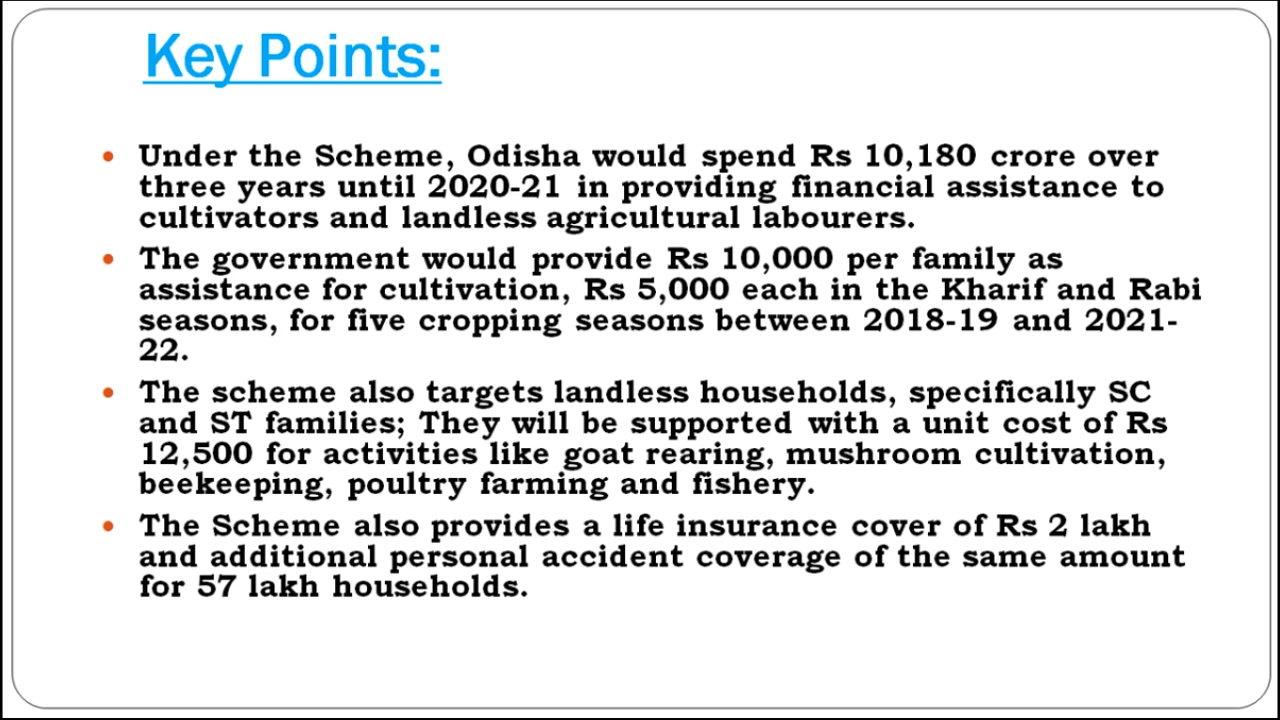 Key Points:
• Under the Scheme, Odisha would spend Rs 10,180 crore over
three years until 2020-21 in providing financial assistance to
cultivators and landless agricultural labourers.
• The government would provide Rs 10,000 per family as
assistance for cultivation, Rs 5,000 each in the Kharif and Rabi
seasons, for five cropping seasons between 2018-19 and 2021-
22.
• The scheme also targets landless households, specifically SC
and ST families; They will be supported with a unit cost of Rs
12,500 for activities like goat rearing, mushroom cultivation,
beekeeping, poultry farming and fishery.
• The Scheme also provides a life insurance cover of Rs 2 lakh
and additional personal accident coverage of the same amount
for 57 lakh households.